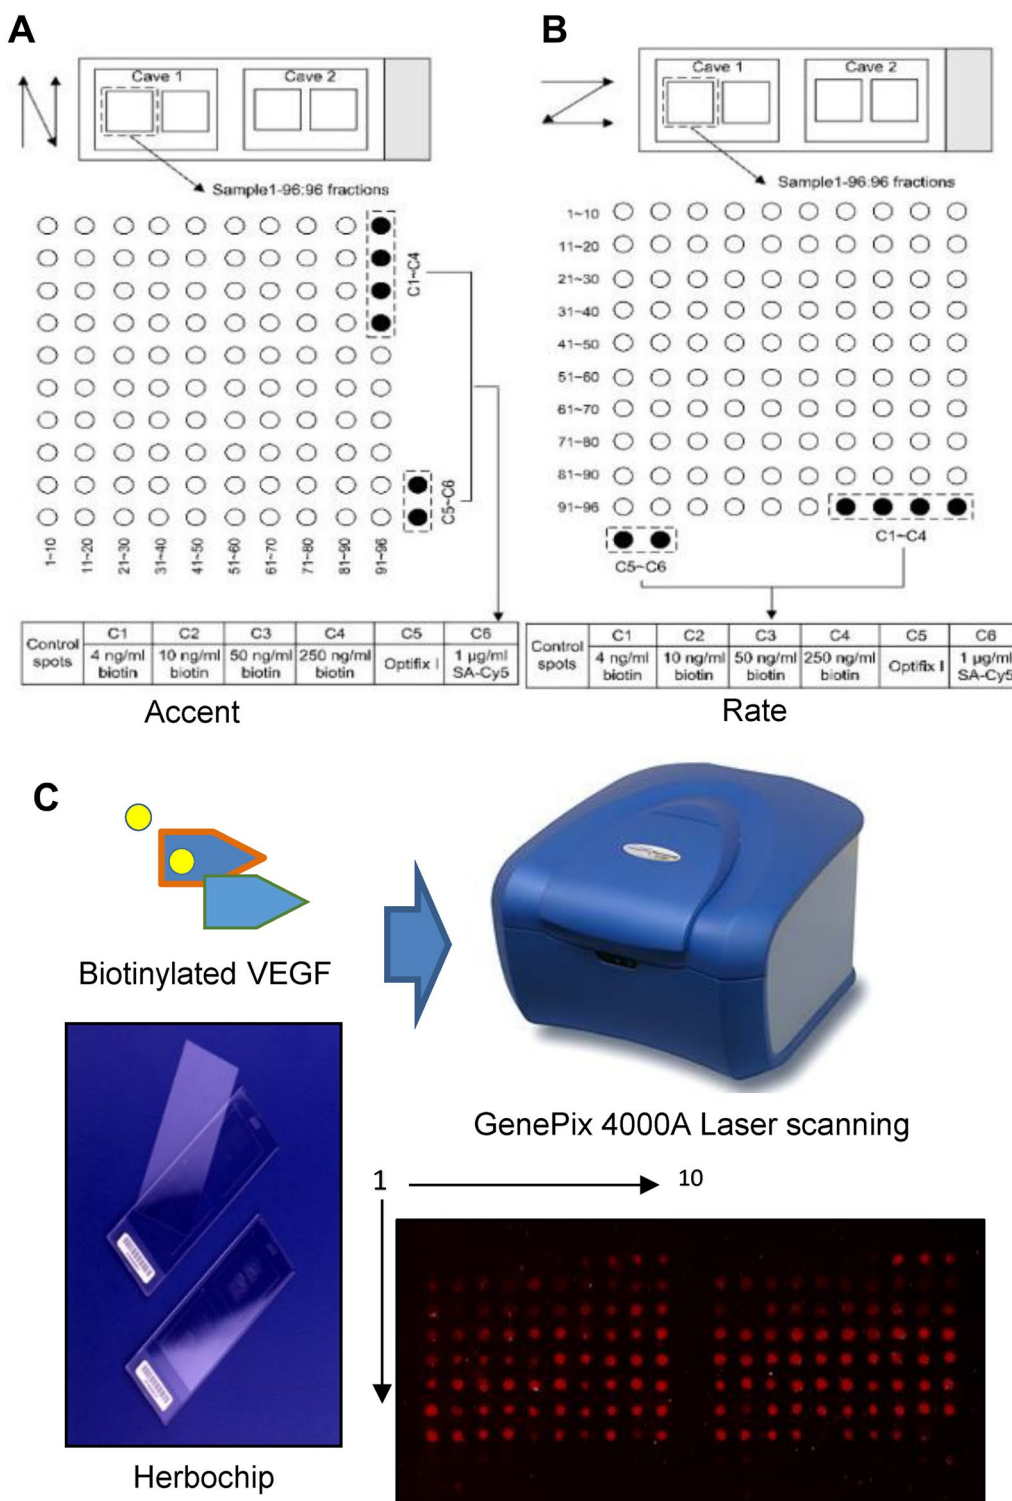 A
Cave 1
Cave 2
Sample1-96:96 fractions
C1~C4
C5~C6
1~10
11~20
21~30
31~40
41~50
51~60
61~70
71~80
81~90
91~96
Control spots
C1
C2
C3
C4
C5
C6
4 ng/ml biotin
10 ng/ml biotin
50 ng/ml biotin
250 ng/ml biotin
Optifix I
1 µg/ml SA-Cy5
Accent
B
Cave 1
Cave 2
Sample1-96:96 fractions
1~10
11~20
21~30
31~40
41~50
51~60
61~70
71~80
81~90
91~96
C1~C4
C5~C6
Control spots
C1
C2
C3
C4
C5
C6
4 ng/ml biotin
10 ng/ml biotin
50 ng/ml biotin
250 ng/ml biotin
Optifix I
1 µg/ml SA-Cy5
Rate
C
Biotinylated VEGF
GenePix 4000A Laser scanning
1
10
Herbochip